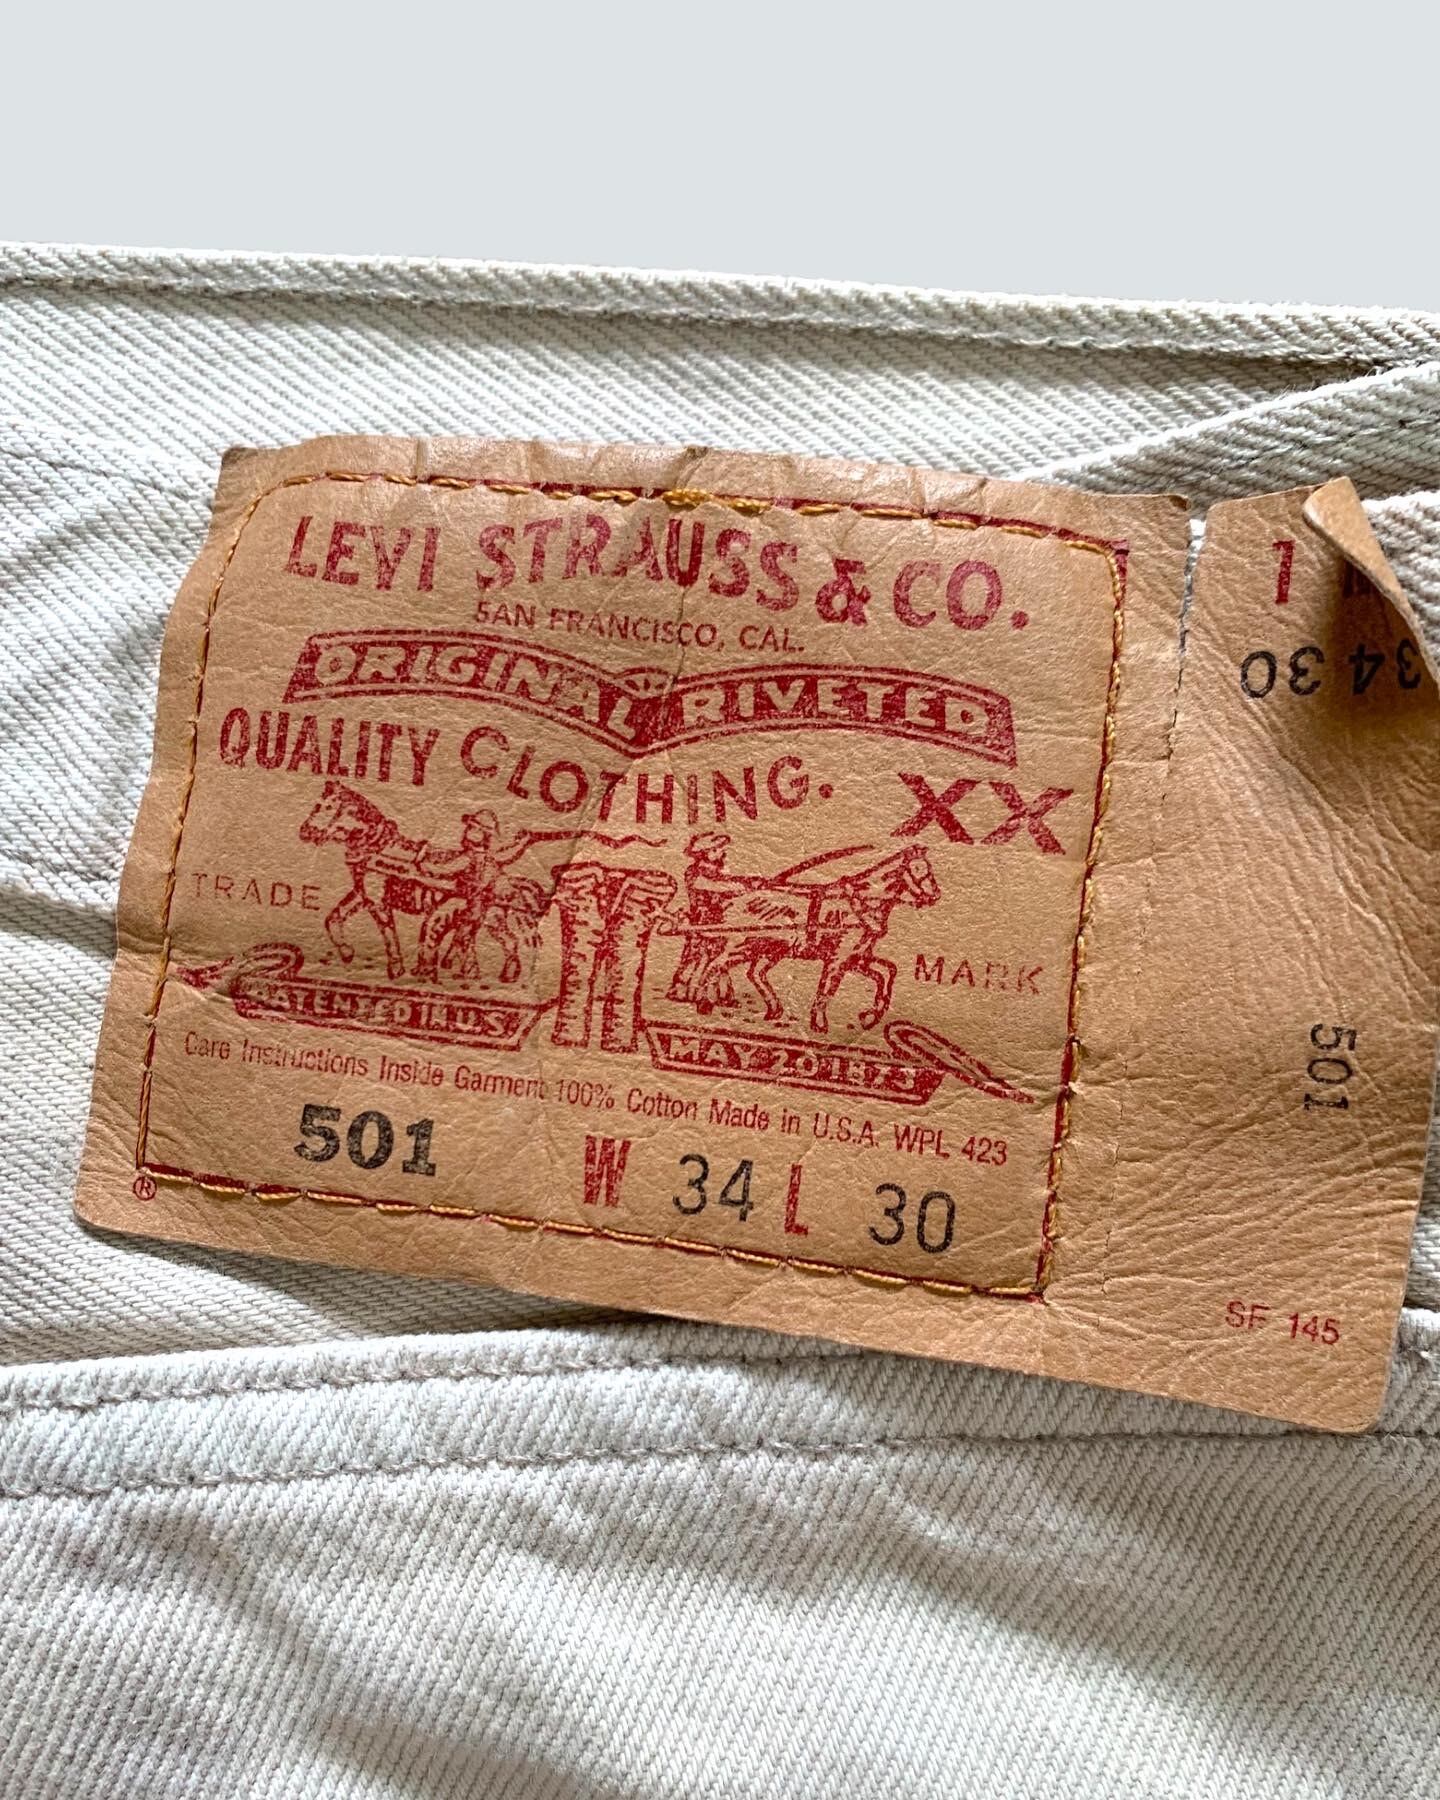 LEVI STRAUSS & CO.
SAN FRANCISCO, CAL.
ORIGINAL RIVETED
QUALITY CLOTHING. XX
TRADE MARK
PATENTED IN U.S. MAY 20 1873
Care Instructions Inside Garment 100% Cotton Made in U.S.A. WPL 423
501 W 34 L 30
®
L
34 30
501
SF 145